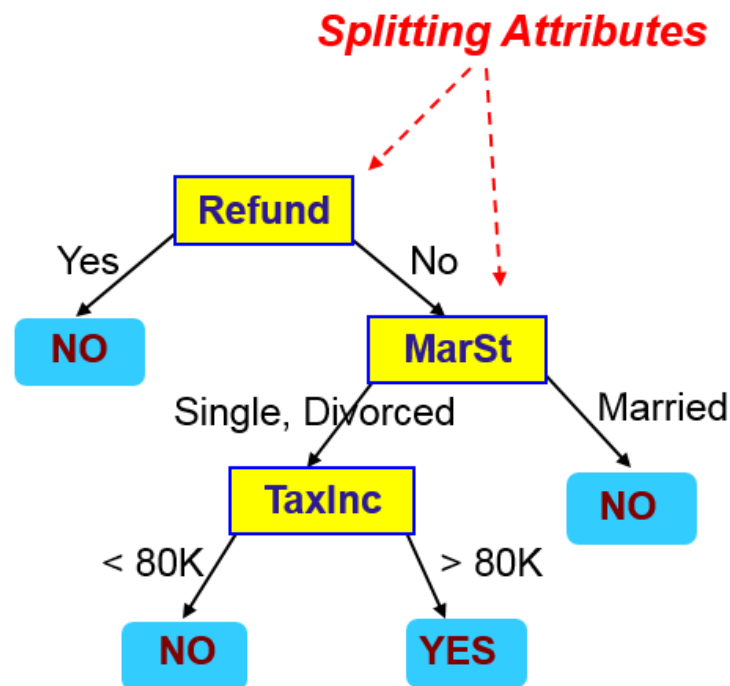 Splitting Attributes
Refund
Yes
No
NO
MarSt
Single, Divorced
Married
TaxInc
NO
< 80K
> 80K
NO
YES